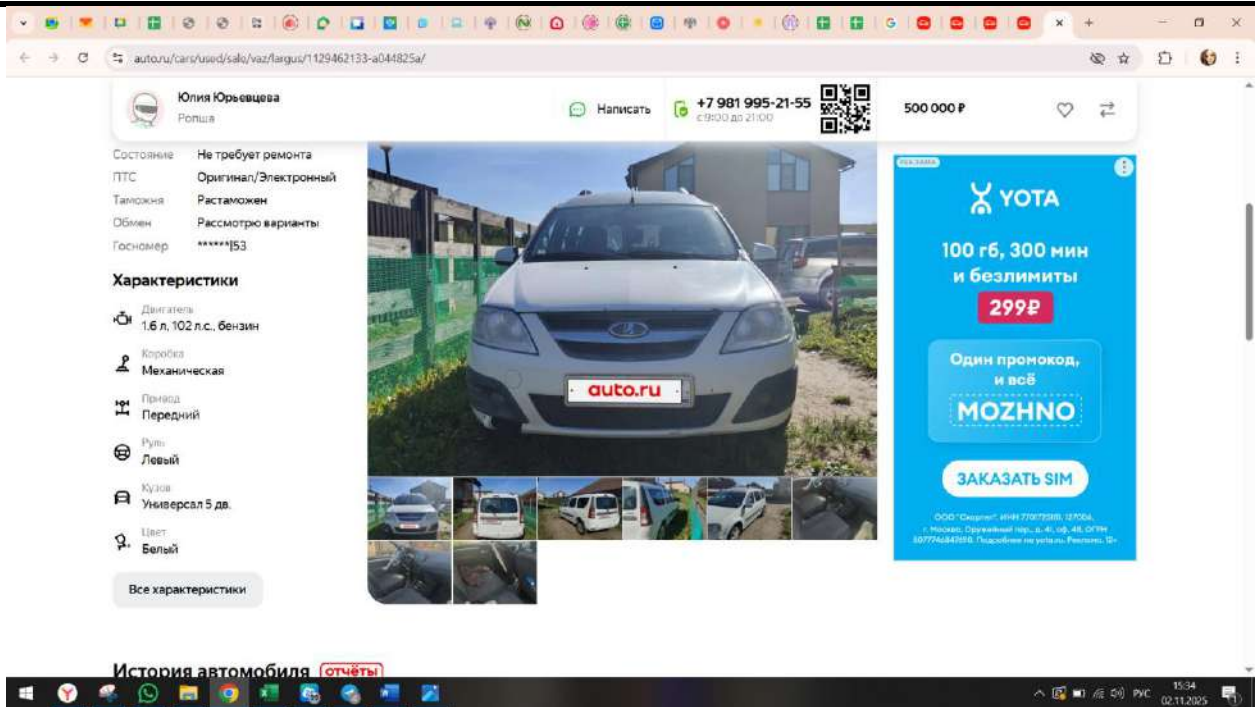 auto.ru/cars/used/sale/vaz/largus/1129462133-a044825a/
Юлия Юрьевцева
Ропша
Написать
+7 981 995-21-55
с 9:00 до 21:00
500 000 ₽
Состояние Не требует ремонта
ПТС Оригинал/Электронный
Таможня Растаможен
Обмен Рассмотрю варианты
Госномер ******|53
Характеристики
Двигатель
1.6 л, 102 л.с., бензин
Коробка
Механическая
Привод
Передний
Руль
Левый
Кузов
Универсал 5 дв.
Цвет
Белый
Все характеристики
auto.ru
РЕКЛАМА
YOTA
100 гб, 300 мин
и безлимиты
299₽
Один промокод,
и всё
MOZHNO
ЗАКАЗАТЬ SIM
История автомобиля отчёты
РУС
15:34
02.11.2025